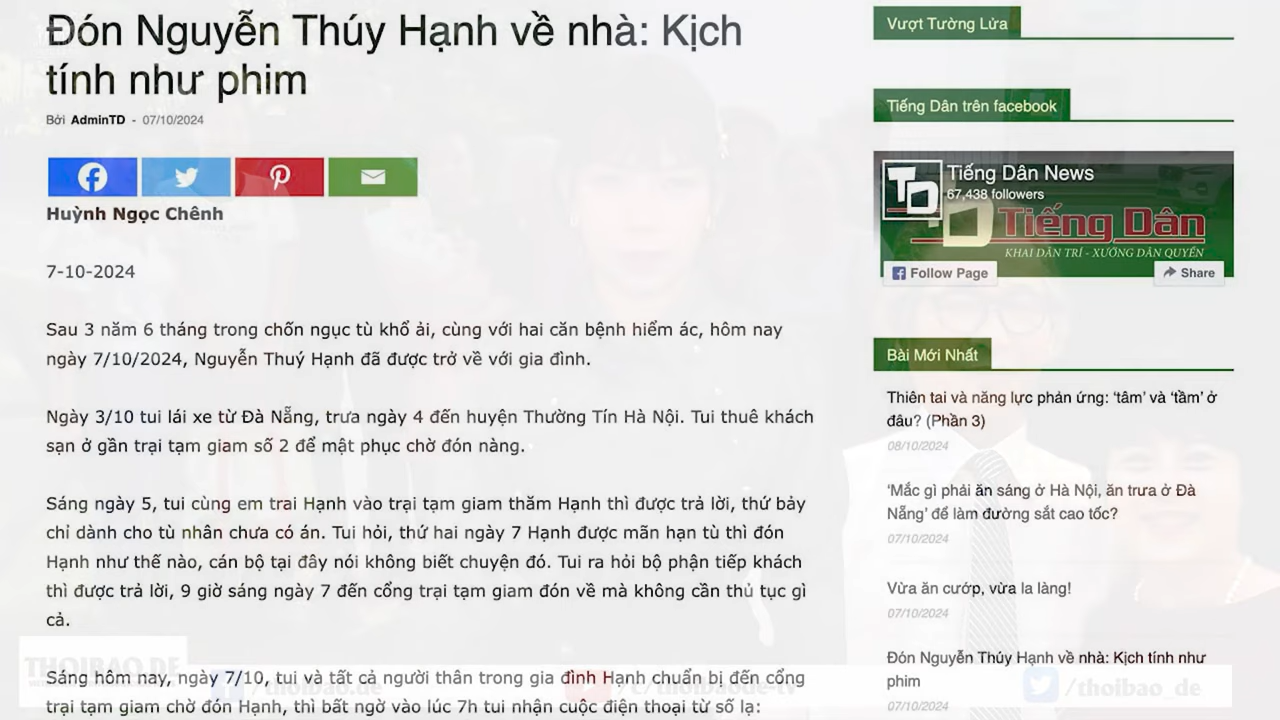 Đón Nguyễn Thúy Hạnh về nhà: Kịch
tính như phim
Bởi AdminTD - 07/10/2024
Huỳnh Ngọc Chênh
7-10-2024
Sau 3 năm 6 tháng trong chốn ngục tù khổ ải, cùng với hai căn bệnh hiểm ác, hôm nay
ngày 7/10/2024, Nguyễn Thuý Hạnh đã được trở về với gia đình.
Ngày 3/10 tui lái xe từ Đà Nẵng, trưa ngày 4 đến huyện Thường Tín Hà Nội. Tui thuê khách
sạn ở gần trại tạm giam số 2 để mật phục chờ đón nàng.
Sáng ngày 5, tui cùng em trai Hạnh vào trại tạm giam thăm Hạnh thì được trả lời, thứ bảy
chỉ dành cho tù nhân chưa có án. Tui hỏi, thứ hai ngày 7 Hạnh được mãn hạn tù thì đón
Hạnh như thế nào, cán bộ tại đây nói không biết chuyện đó. Tui ra hỏi bộ phận tiếp khách
thì được trả lời, 9 giờ sáng ngày 7 đến cổng trại tạm giam đón về mà không cần thủ tục gì
cả.
Sáng hôm nay, ngày 7/10, tui và tất cả người thân trong gia đình Hạnh chuẩn bị đến cổng
trại tạm giam chờ đón Hạnh, thì bất ngờ vào lúc 7h tui nhận cuộc điện thoại từ số lạ:
THOIBAO.DE
/thoibao.de
/c/thoibaode-tv
/thoibao_de
Vượt Tường Lửa
Tiếng Dân trên facebook
TD
Tiếng Dân News
67,438 followers
Tiếng Dân
KHAI DÂN TRÍ - XƯỚNG DÂN QUYỀN
Follow Page
Share
Bài Mới Nhất
Thiên tai và năng lực phản ứng: ‘tâm’ và ‘tầm’ ở
đâu? (Phần 3)
08/10/2024
‘Mắc gì phải ăn sáng ở Hà Nội, ăn trưa ở Đà
Nẵng’ để làm đường sắt cao tốc?
07/10/2024
Vừa ăn cướp, vừa la làng!
07/10/2024
Đón Nguyễn Thúy Hạnh về nhà: Kịch tính như
phim
07/10/2024